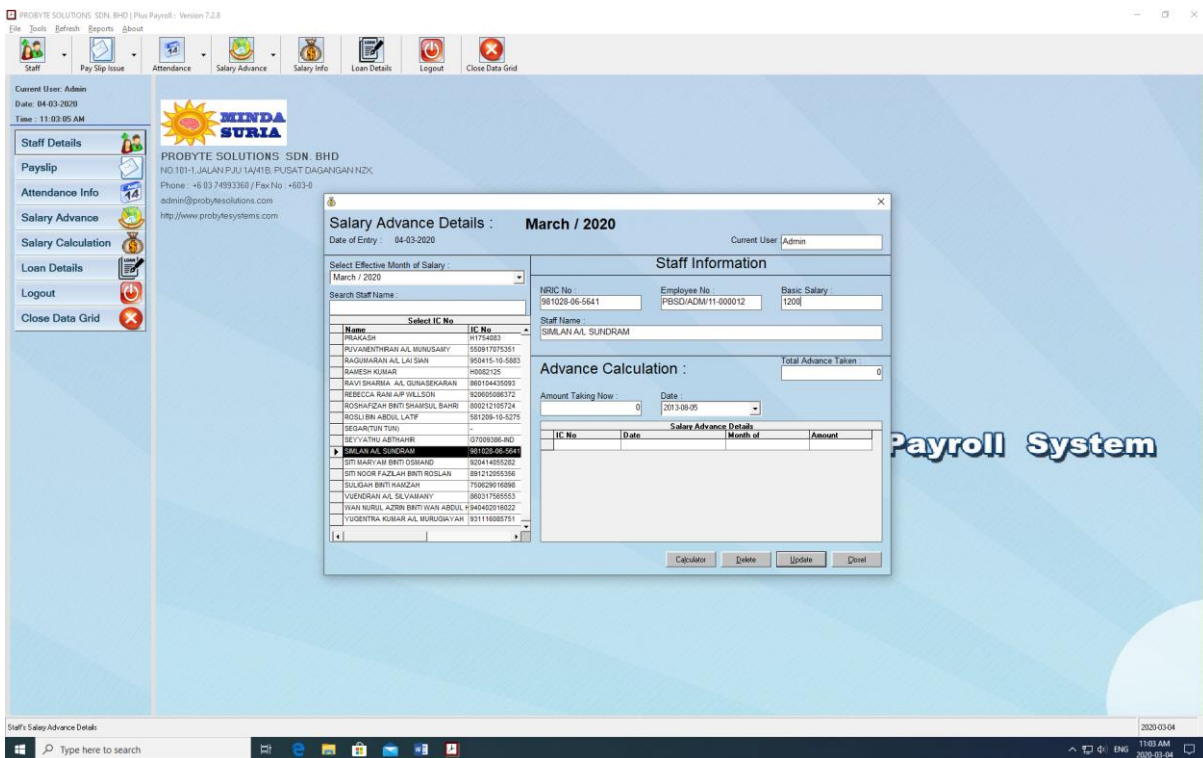 PROBYTE SOLUTIONS SDN. BHD | Plus Payroll : Version 7.2.8
File Tools Refresh Reports About
Staff Pay Slip Issue Attendance Salary Advance Salary Info Loan Details Logout Close Data Grid
Current User: Admin
Date: 04-03-2020
Time : 11:03:05 AM
Staff Details
Payslip
Attendance Info
Salary Advance
Salary Calculation
Loan Details
Logout
Close Data Grid
MINDA
SURIA
PROBYTE SOLUTIONS SDN. BHD
NO.101-1, JALAN PJU 1A/41B, PUSAT DAGANGAN NZX,
Phone : +6 03 74993360 / Fax No : +603-0
admin@probytesolutions.com
http://www.probytesystems.com
Salary Advance Details : March / 2020
Date of Entry : 04-03-2020 Current User Admin
Select Effective Month of Salary :
March / 2020
Search Staff Name :
Select IC No
Name IC No
PRAKASH H1754083
PUVANENTHIRAN A/L MUNUSAMY 550917075351
RAGUMARAN A/L LAI SIAN 950415-10-5883
RAMESH KUMAR H0082125
RAVI SHARMA A/L GUNASEKARAN 860104435093
REBECCA RANI A/P WILLSON 920605086372
ROSHAFIZAH BINTI SHAMSUL BAHRI 800212105724
ROSLI BIN ABDUL LATIF 581209-10-5275
SEGAR(TUN TUN) -
SEYYATHU ABTHAHIR G7009386-IND
SIMLAN A/L SUNDRAM 981028-06-5641
SITI MARYAM BINTI OSMAND 920414055282
SITI NOOR FAZILAH BINTI ROSLAN 891212055356
SULIGAH BINTI HAMZAH 750629016898
VUENDRAN A/L SILVAMANY 860317565553
WAN NURUL AZRIN BINTI WAN ABDUL H 940402016022
YUGENTRA KUMAR A/L MURUGIAYAH 931116085751
Staff Information
NRIC No : Employee No : Basic Salary :
981028-06-5641 PBSD/ADM/11-000012 1200
Staff Name :
SIMLAN A/L SUNDRAM
Advance Calculation : Total Advance Taken :
0
Amount Taking Now : Date :
0 2013-08-05
Salary Advance Details
IC No Date Month of Amount
Calculator Delete Update Close!
Payroll System
Staff's Salary Advance Details 2020-03-04
Type here to search ENG 11:03 AM
2020-03-04